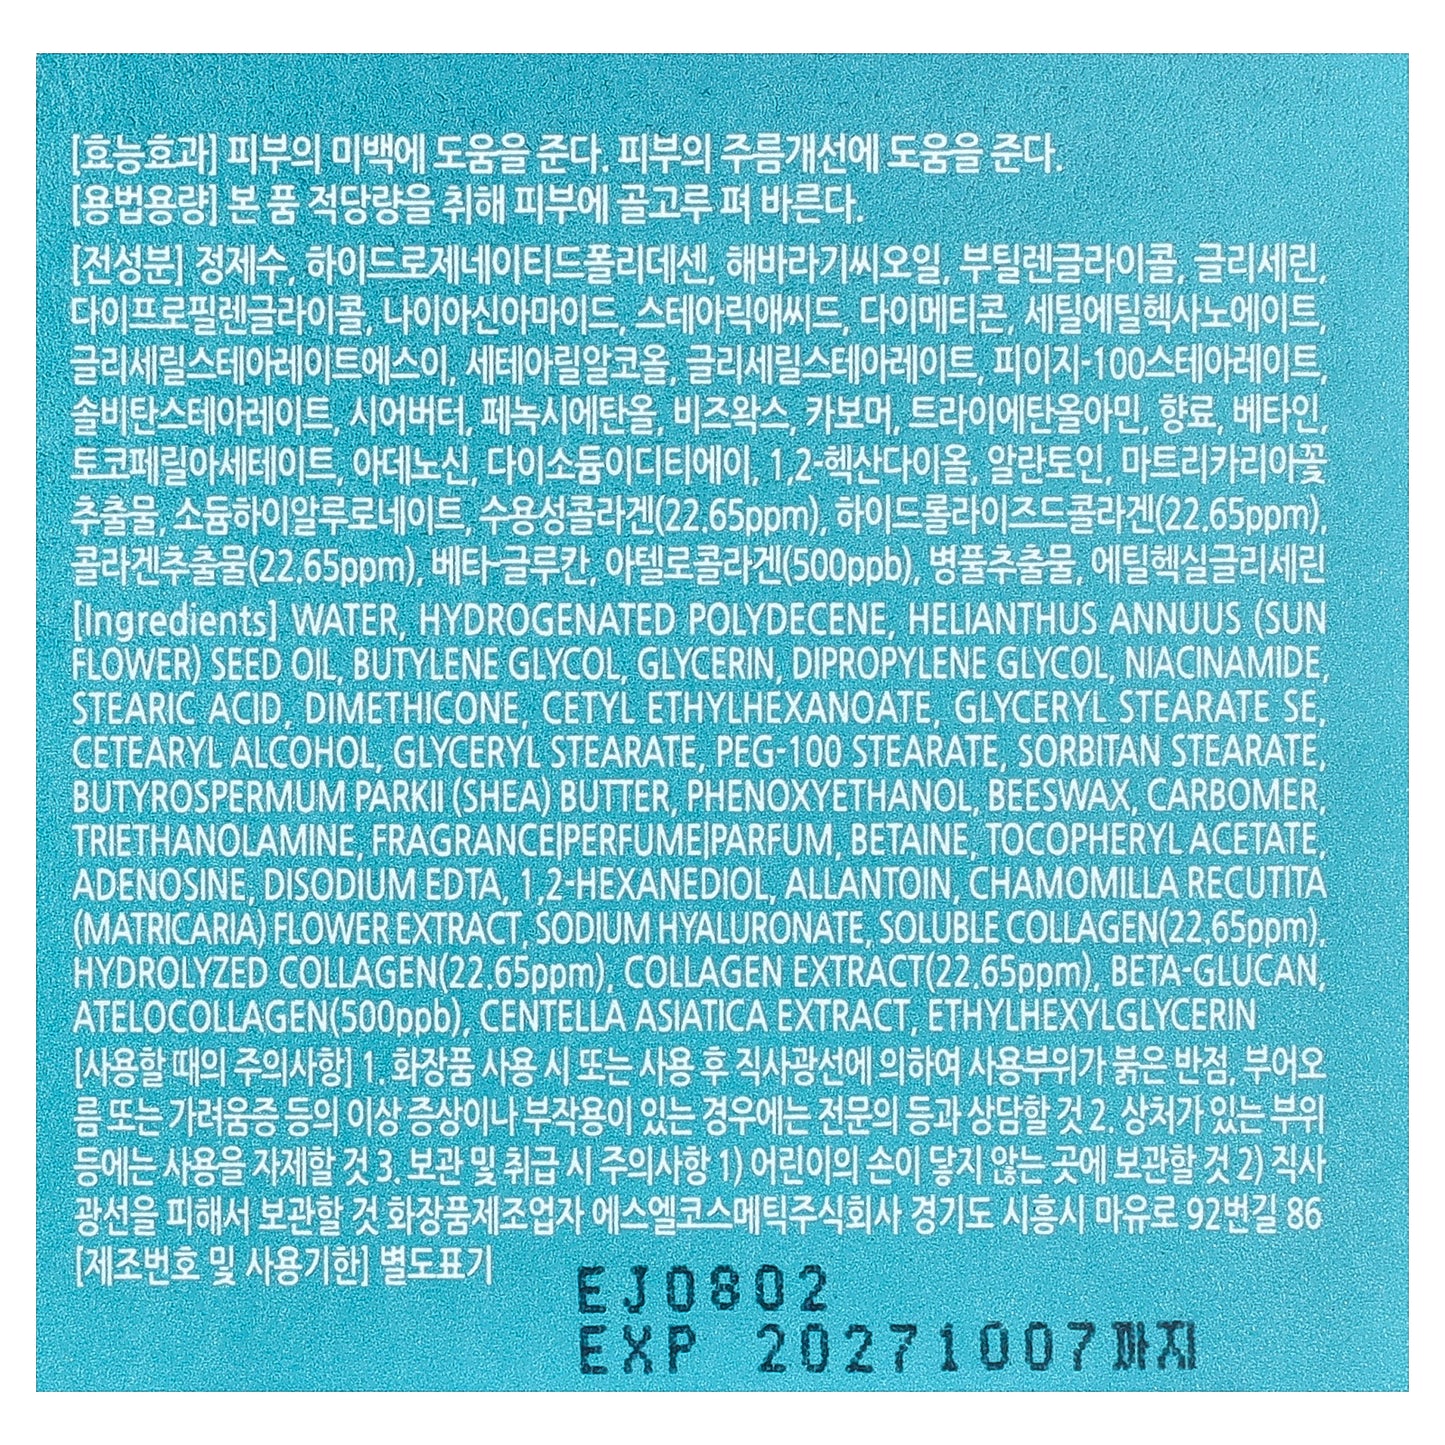 [효능효과] 피부의 미백에 도움을 준다. 피부의 주름개선에 도움을 준다.
[용법용량] 본 품 적당량을 취해 피부에 골고루 펴 바른다.
[전성분] 정제수, 하이드로제네이티드폴리데센, 해바라기씨오일, 부틸렌글라이콜, 글리세린,
다이프로필렌글라이콜, 나이아신아마이드, 스테아릭애씨드, 다이메티콘, 세틸에틸헥사노에이트,
글리세릴스테아레이트에스이, 세테아릴알코올, 글리세릴스테아레이트, 피이지-100스테아레이트,
솔비탄스테아레이트, 시어버터, 페녹시에탄올, 비즈왁스, 카보머, 트라이에탄올아민, 향료, 베타인,
토코페릴아세테이트, 아데노신, 다이소듐이디티에이, 1,2-헥산다이올, 알란토인, 마트리카리아꽃
추출물, 소듐하이알루로네이트, 수용성콜라겐(22.65ppm), 하이드롤라이즈드콜라겐(22.65ppm),
콜라겐추출물(22.65ppm), 베타-글루칸, 아텔로콜라겐(500ppb), 병풀추출물, 에틸헥실글리세린
[Ingredients] WATER, HYDROGENATED POLYDECENE, HELIANTHUS ANNUUS (SUN
FLOWER) SEED OIL, BUTYLENE GLYCOL, GLYCERIN, DIPROPYLENE GLYCOL, NIACINAMIDE,
STEARIC ACID, DIMETHICONE, CETYL ETHYLHEXANOATE, GLYCERYL STEARATE SE,
CETEARYL ALCOHOL, GLYCERYL STEARATE, PEG-100 STEARATE, SORBITAN STEARATE,
BUTYROSPERMUM PARKII (SHEA) BUTTER, PHENOXYETHANOL, BEESWAX, CARBOMER,
TRIETHANOLAMINE, FRAGRANCE|PERFUME|PARFUM, BETAINE, TOCOPHERYL ACETATE,
ADENOSINE, DISODIUM EDTA, 1,2-HEXANEDIOL, ALLANTOIN, CHAMOMILLA RECUTITA
(MATRICARIA) FLOWER EXTRACT, SODIUM HYALURONATE, SOLUBLE COLLAGEN(22.65ppm),
HYDROLYZED COLLAGEN(22.65ppm), COLLAGEN EXTRACT(22.65ppm), BETA-GLUCAN,
ATELOCOLLAGEN(500ppb), CENTELLA ASIATICA EXTRACT, ETHYLHEXYLGLYCERIN
[사용할 때의 주의사항] 1. 화장품 사용 시 또는 사용 후 직사광선에 의하여 사용부위가 붉은 반점, 부어오
름 또는 가려움증 등의 이상 증상이나 부작용이 있는 경우에는 전문의 등과 상담할 것 2. 상처가 있는 부위
등에는 사용을 자제할 것 3. 보관 및 취급 시 주의사항 1) 어린이의 손이 닿지 않는 곳에 보관할 것 2) 직사
광선을 피해서 보관할 것 화장품제조업자 에스엘코스메틱주식회사 경기도 시흥시 마유로 92번길 86
[제조번호 및 사용기한] 별도표기
EJ0802
EXP 20271007까지